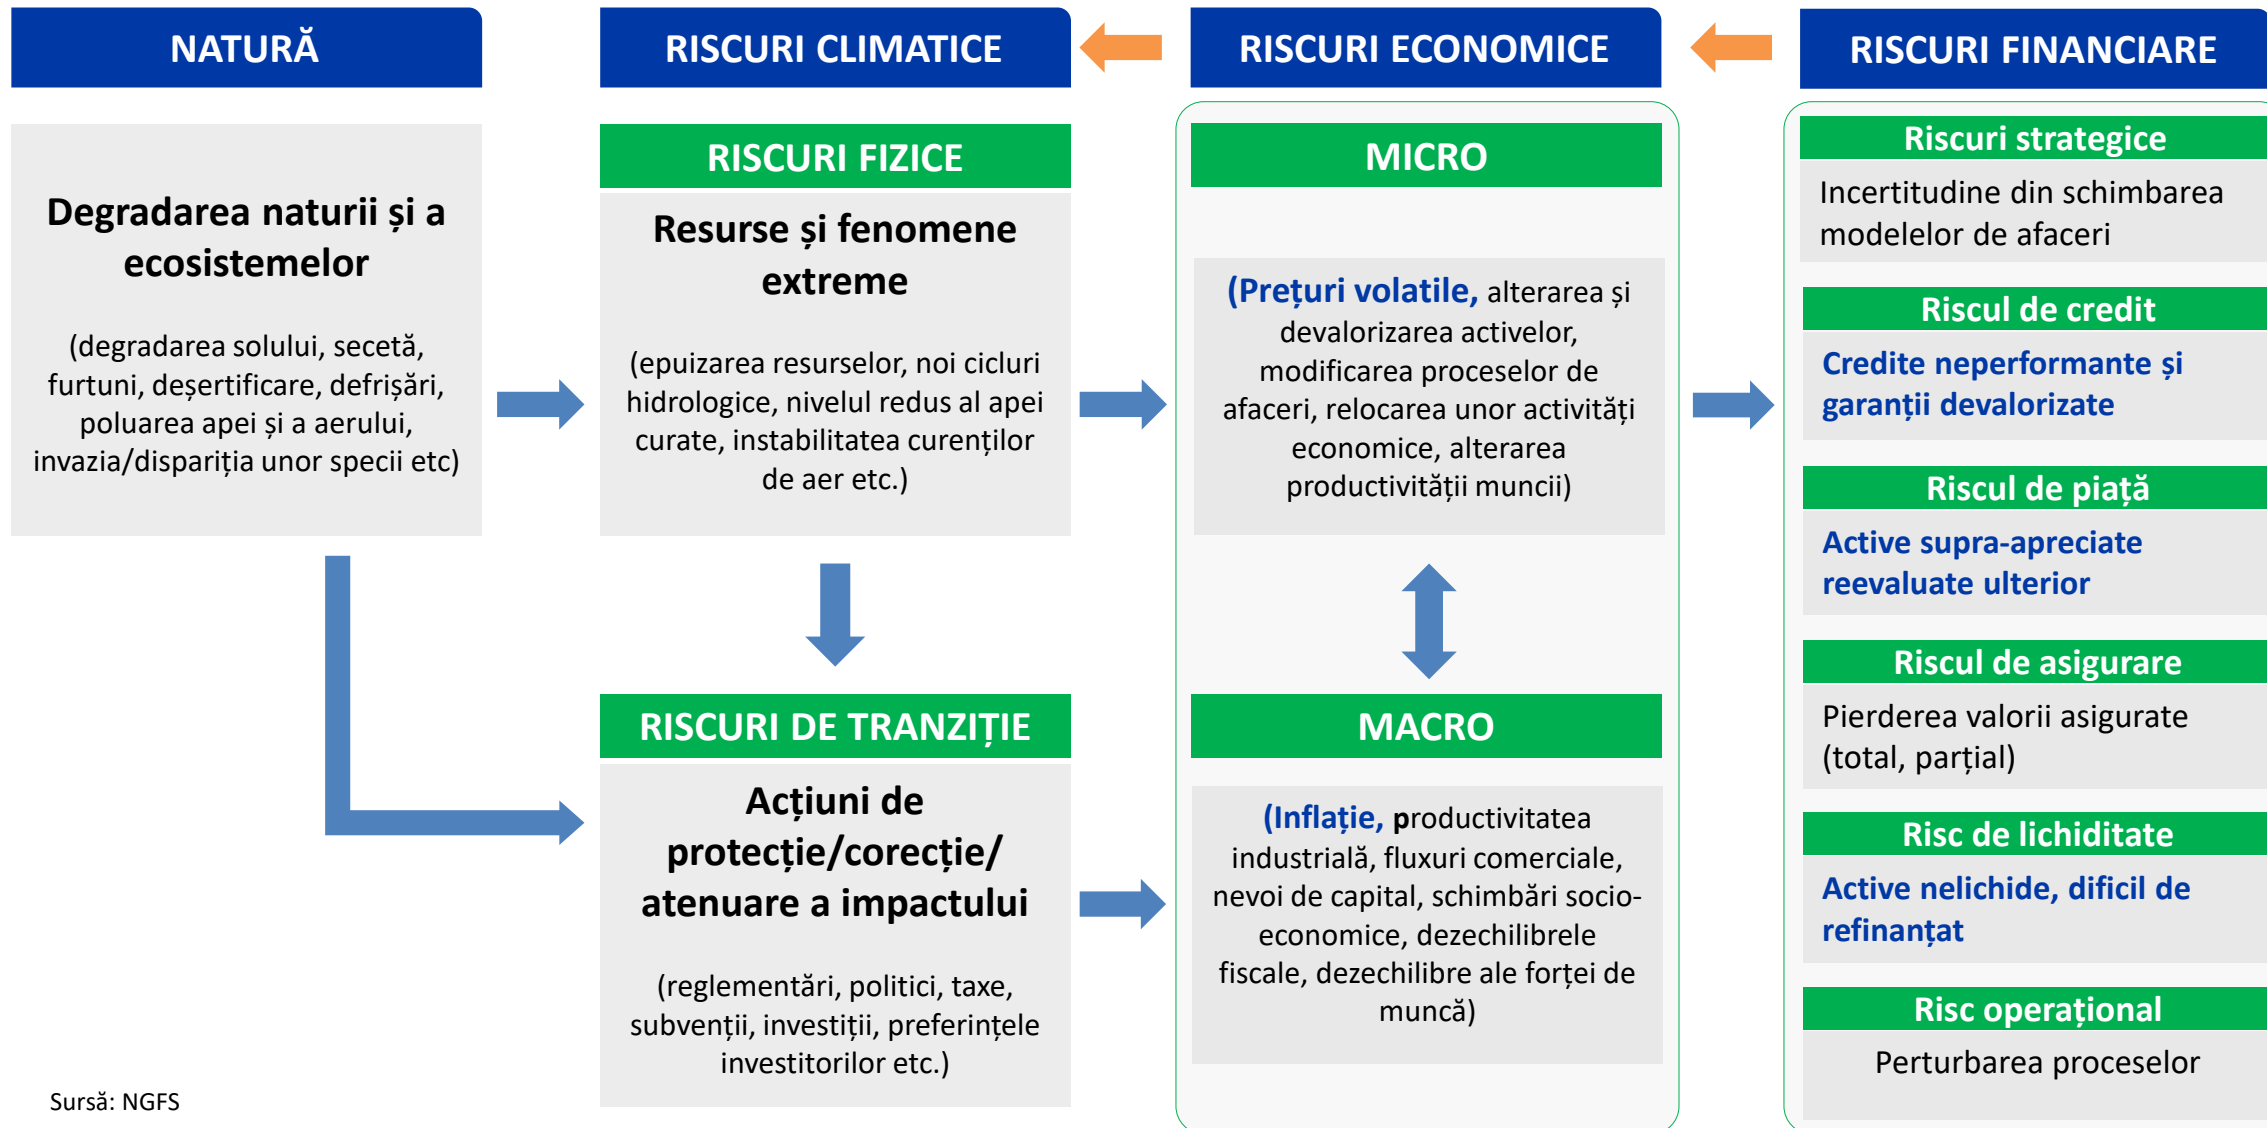 NATURĂ
RISCURI CLIMATICE
RISCURI ECONOMICE
RISCURI FINANCIARE
Degradarea naturii și a
ecosistemelor
(degradarea solului, secetă,
furtuni, deșertificare, defrișări,
poluarea apei și a aerului,
invazia/dispariția unor specii etc)
RISCURI FIZICE
Resurse și fenomene
extreme
(epuizarea resurselor, noi cicluri
hidrologice, nivelul redus al apei
curate, instabilitatea curenților
de aer etc.)
RISCURI DE TRANZIȚIE
Acțiuni de
protecție/corecție/
atenuare a impactului
(reglementări, politici, taxe,
subvenții, investiții, preferințele
investitorilor etc.)
MICRO
(Prețuri volatile, alterarea și
devalorizarea activelor,
modificarea proceselor de
afaceri, relocarea unor activități
economice, alterarea
productivității muncii)
MACRO
(Inflație, productivitatea
industrială, fluxuri comerciale,
nevoi de capital, schimbări socio-
economice, dezechilibrele
fiscale, dezechilibre ale forței de
muncă)
Riscuri strategice
Incertitudine din schimbarea
modelelor de afaceri
Riscul de credit
Credite neperformante și
garanții devalorizate
Riscul de piață
Active supra-apreciate
reevaluate ulterior
Riscul de asigurare
Pierderea valorii asigurate
(total, parțial)
Risc de lichiditate
Active nelichide, dificil de
refinanțat
Risc operațional
Perturbarea proceselor
Sursă: NGFS